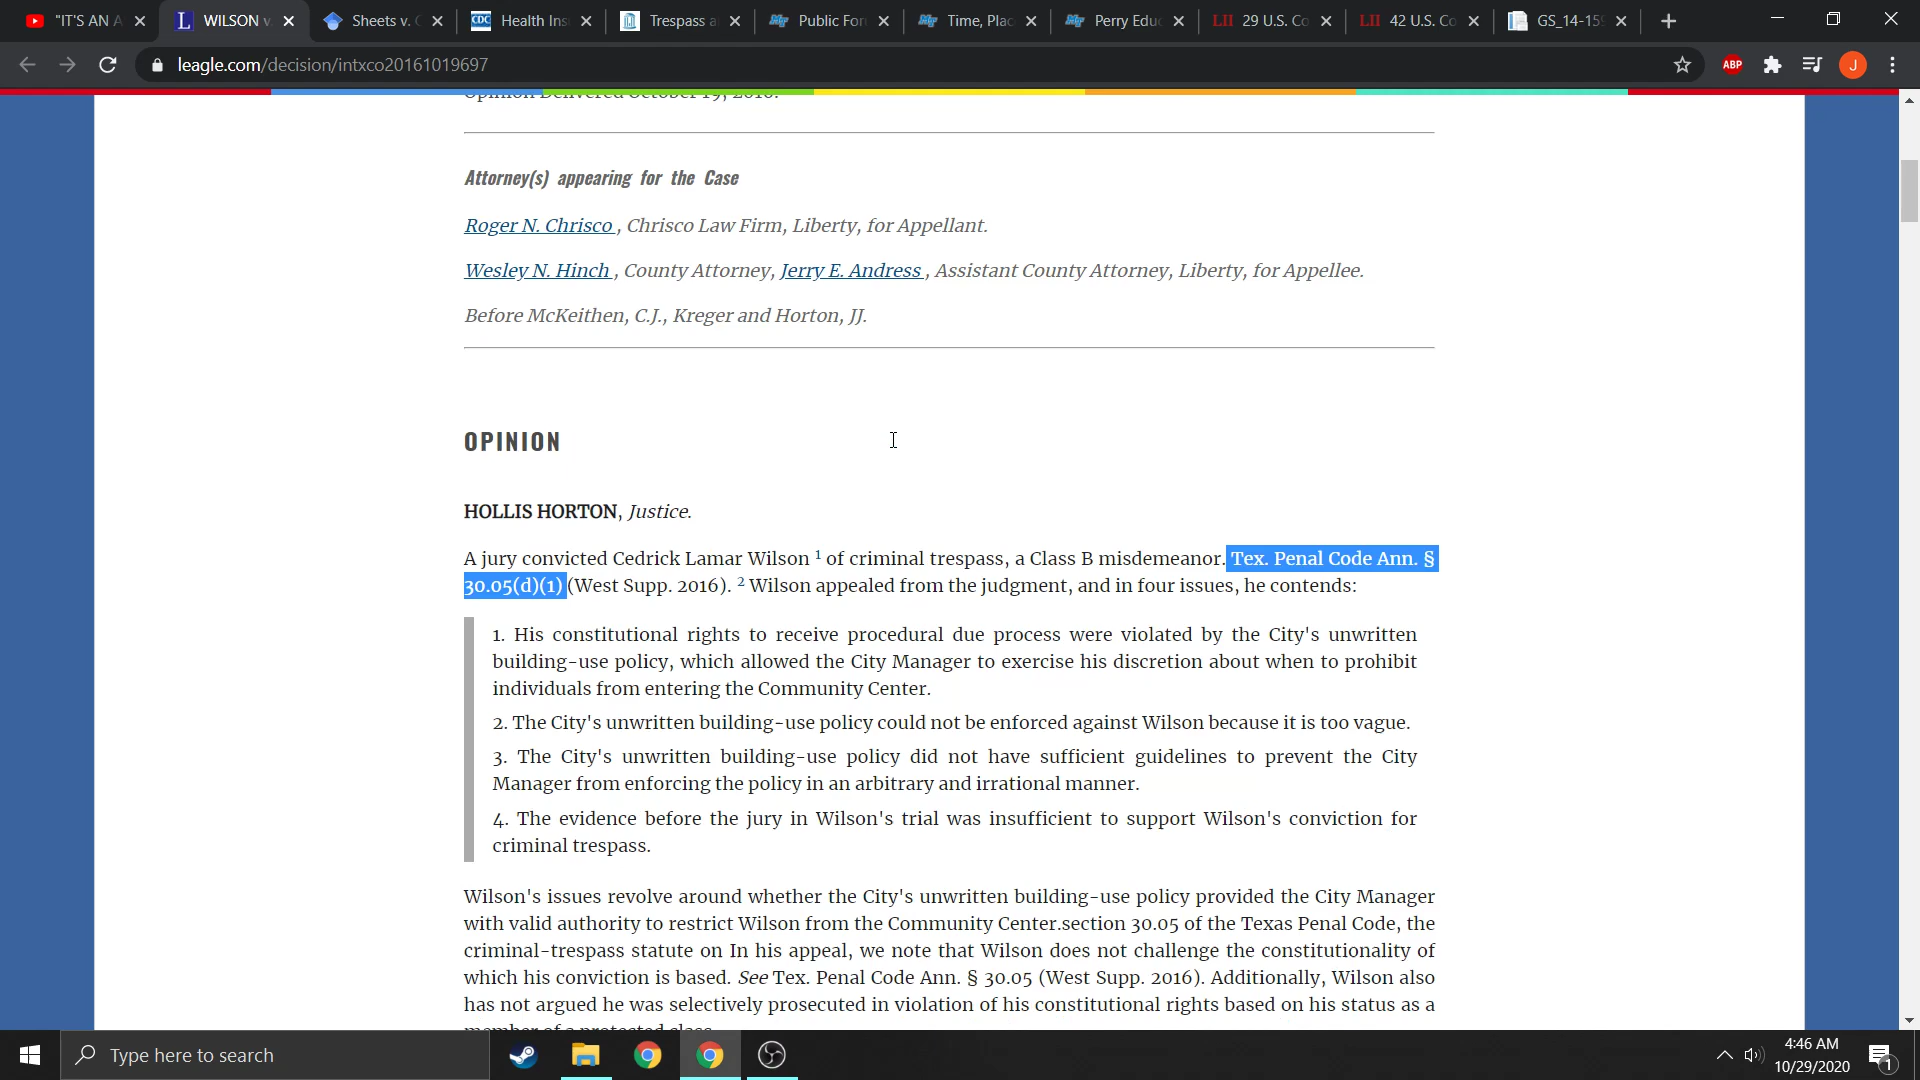 "IT'S AN A
WILSON v.
Sheets v. C
CDC
Health Ins
Trespass a
Public For
Time, Plac
Perry Educ
LII 29 U.S. Co
LII 42 U.S. Co
GS_14-159
leagle.com/decision/intxco20161019697
ABP
J
Opinion Delivered October 19, 2016.
Attorney(s) appearing for the Case
Roger N. Chrisco , Chrisco Law Firm, Liberty, for Appellant.
Wesley N. Hinch , County Attorney, Jerry E. Andress , Assistant County Attorney, Liberty, for Appellee.
Before McKeithen, C.J., Kreger and Horton, JJ.
OPINION
HOLLIS HORTON, Justice.
A jury convicted Cedrick Lamar Wilson 1 of criminal trespass, a Class B misdemeanor. Tex. Penal Code Ann. §
30.05(d)(1) (West Supp. 2016). 2 Wilson appealed from the judgment, and in four issues, he contends:
1. His constitutional rights to receive procedural due process were violated by the City's unwritten
building-use policy, which allowed the City Manager to exercise his discretion about when to prohibit
individuals from entering the Community Center.
2. The City's unwritten building-use policy could not be enforced against Wilson because it is too vague.
3. The City's unwritten building-use policy did not have sufficient guidelines to prevent the City
Manager from enforcing the policy in an arbitrary and irrational manner.
4. The evidence before the jury in Wilson's trial was insufficient to support Wilson's conviction for
criminal trespass.
Wilson's issues revolve around whether the City's unwritten building-use policy provided the City Manager
with valid authority to restrict Wilson from the Community Center.section 30.05 of the Texas Penal Code, the
criminal-trespass statute on In his appeal, we note that Wilson does not challenge the constitutionality of
which his conviction is based. See Tex. Penal Code Ann. § 30.05 (West Supp. 2016). Additionally, Wilson also
has not argued he was selectively prosecuted in violation of his constitutional rights based on his status as a
member of a protected class.
Type here to search
4:46 AM
10/29/2020
1